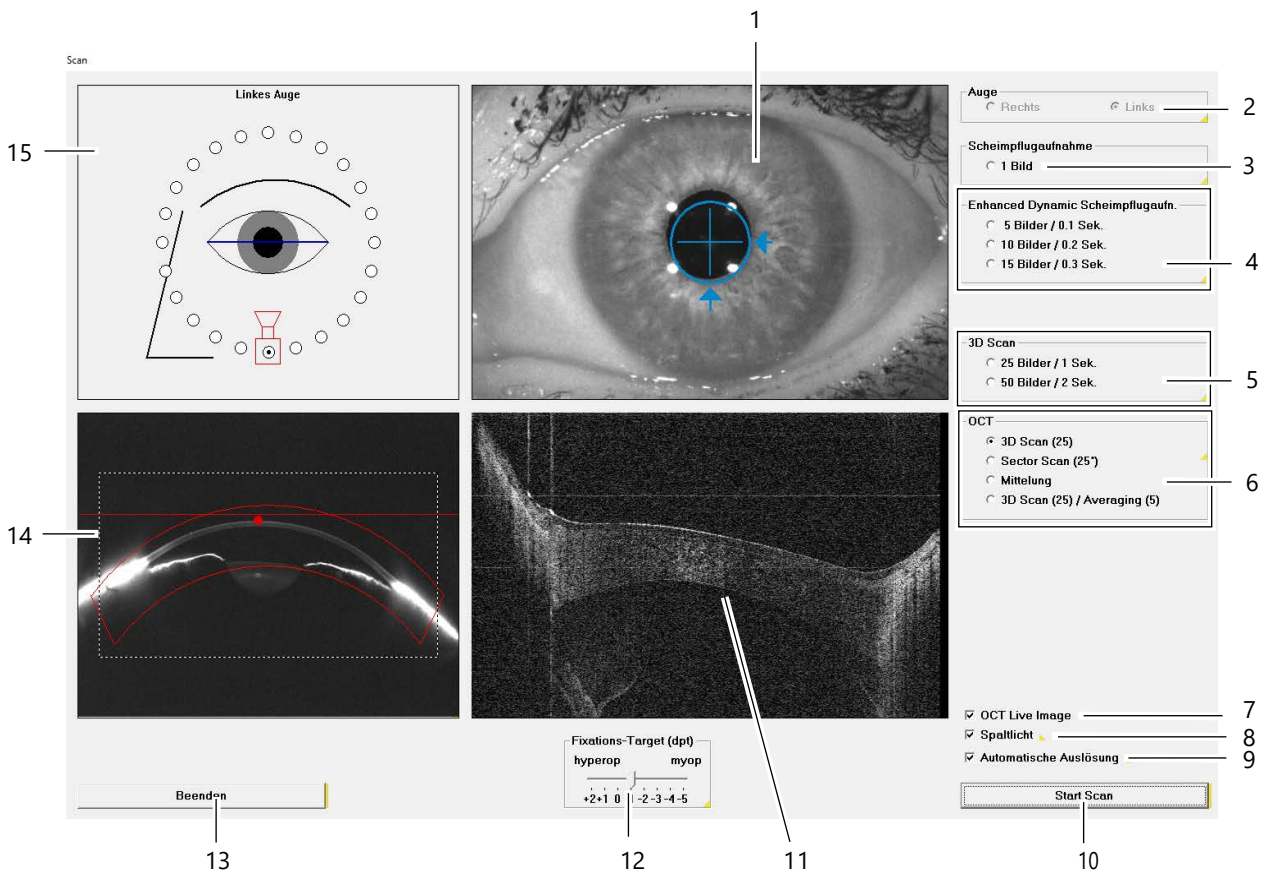 1
Scan
Linkes Auge
15
Auge
Rechts Links
2
Scheimpflugaufnahme
1 Bild
3
Enhanced Dynamic Scheimpflugaufn.
5 Bilder / 0.1 Sek.
10 Bilder / 0.2 Sek.
15 Bilder / 0.3 Sek.
4
3D Scan
25 Bilder / 1 Sek.
50 Bilder / 2 Sek.
5
OCT
3D Scan (25)
Sector Scan (25°)
Mittelung
3D Scan (25) / Averaging (5)
6
14
OCT Live Image
7
Spaltlicht
8
Automatische Auslösung
9
Fixations-Target (dpt)
hyperop myop
+2 +1 0 -1 -2 -3 -4 -5
Beenden
Start Scan
13
12
11
10